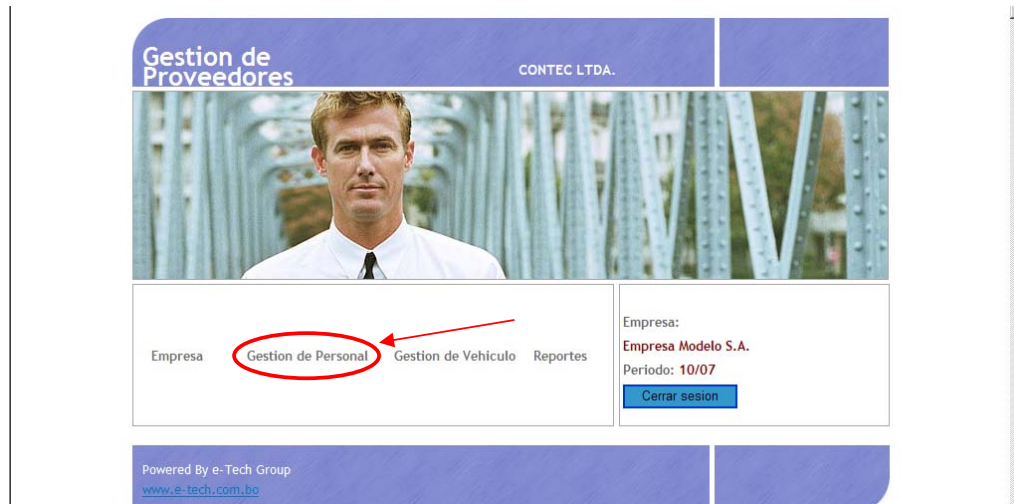 Gestion de
Proveedores
CONTEC LTDA.
Empresa
Gestion de Personal
Gestion de Vehiculo
Reportes
Empresa:
Empresa Modelo S.A.
Periodo: 10/07
Cerrar sesion
Powered By e-Tech Group
www.e-tech.com.bo